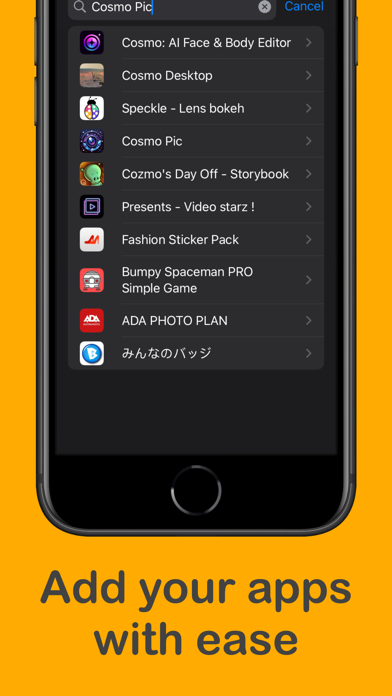 Cosmo Pic
Cancel
Cosmo: AI Face & Body Editor
Cosmo Desktop
Speckle - Lens bokeh
Cosmo Pic
Cozmo's Day Off - Storybook
Presents - Video starz !
Fashion Sticker Pack
Bumpy Spaceman PRO
Simple Game
ADA
ADA PHOTO PLAN
みんなのバッジ
Add your apps
with ease